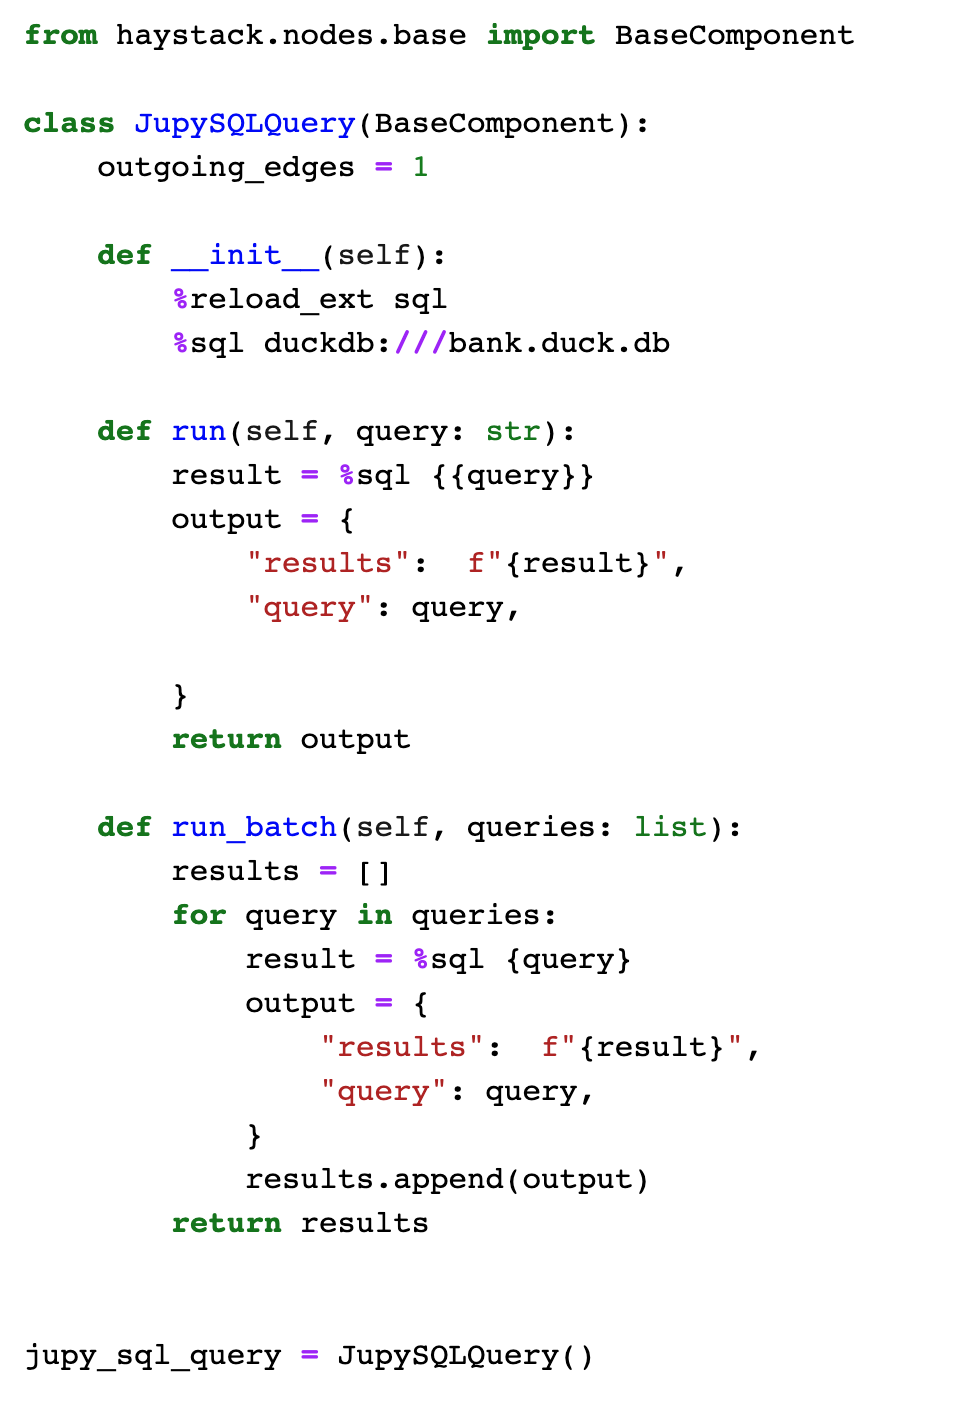 from haystack.nodes.base import BaseComponent

class JupySQLQuery(BaseComponent):
    outgoing_edges = 1

    def __init__(self):
        %reload_ext sql
        %sql duckdb:///bank.duck.db

    def run(self, query: str):
        result = %sql {{query}}
        output = {
            "results":  f"{result}",
            "query": query,

        }
        return output

    def run_batch(self, queries: list):
        results = []
        for query in queries:
            result = %sql {query}
            output = {
                "results":  f"{result}",
                "query": query,
            }
            results.append(output)
        return results


jupy_sql_query = JupySQLQuery()